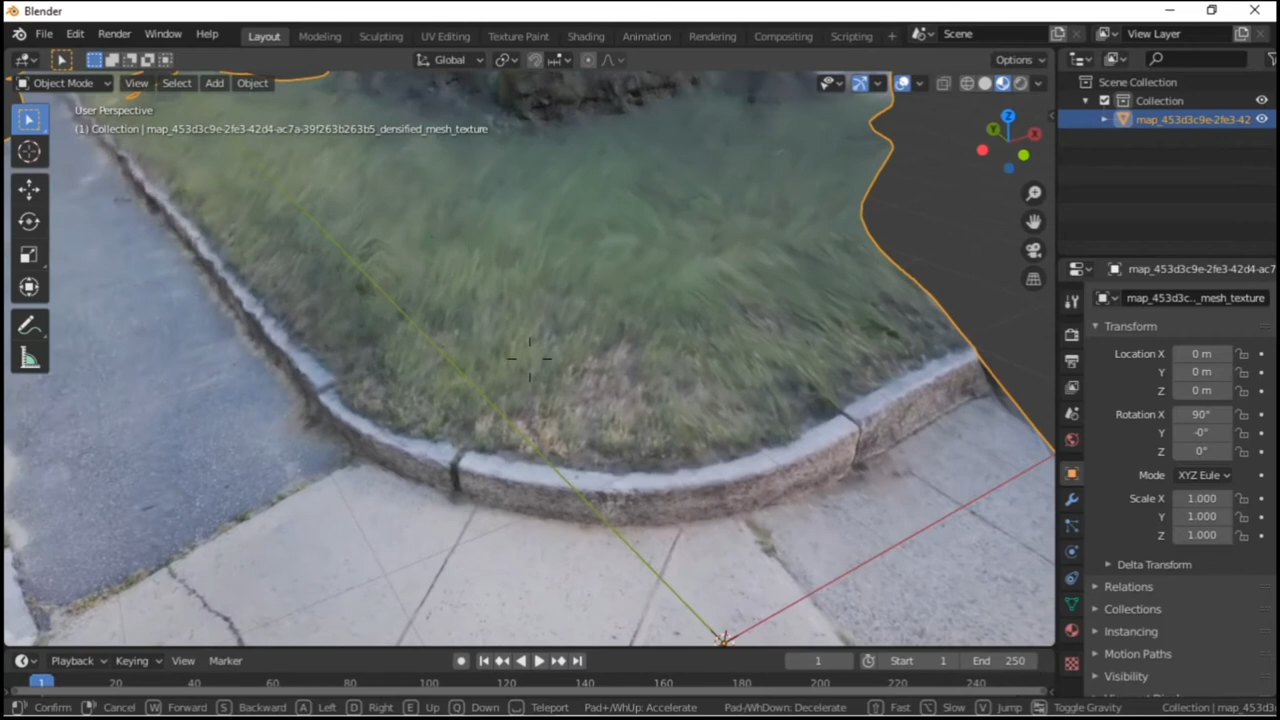 Blender
File Edit Render Window Help Layout Modeling Sculpting UV Editing Texture Paint Shading Animation Rendering Compositing Scripting + Scene View Layer
Global Options
Object Mode View Select Add Object
User Perspective
(1) Collection | map_453d3c9e-2fe3-42d4-ac7a-39f263b263b5_densified_mesh_texture
Z
Y
X
Scene Collection
Collection
map_453d3c9e-2fe3-42
map_453d3c9e-2fe3-42d4-ac7
map_453d3c.._mesh_texture
Transform
Location X 0 m
Y 0 m
Z 0 m
Rotation X 90°
Y -0°
Z 0°
Mode XYZ Eule
Scale X 1.000
Y 1.000
Z 1.000
Delta Transform
Relations
Collections
Instancing
Motion Paths
Visibility
Playback Keying View Marker 1 Start 1 End 250
1 20 40 60 80 100 120 140 160 180 200 220 240
Confirm Cancel W Forward S Backward A Left D Right E Up Q Down Teleport Pad+/WhUp: Accelerate Pad-/WhDown: Decelerate Fast Slow V Jump Toggle Gravity Collection | map_453d3